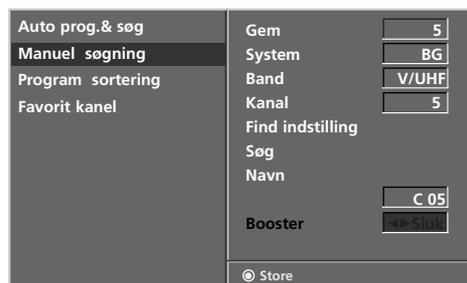 Auto prog.& søg
Manuel søgning
Program sortering
Favorit kanel
Gem 5
System BG
Band V/UHF
Kanal 5
Find indstilling
Søg
Navn
C 05
Booster ◄►Sluk
◉ Store